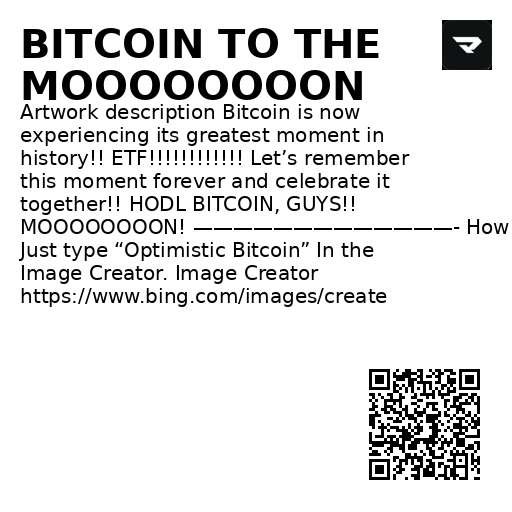 BITCOIN TO THE
MOOOOOOOON
Artwork description Bitcoin is now
experiencing its greatest moment in
history!! ETF!!!!!!!!!!!! Let’s remember
this moment forever and celebrate it
together!! HODL BITCOIN, GUYS!!
MOOOOOOOON! —————————————- How
Just type “Optimistic Bitcoin” In the
Image Creator. Image Creator
https://www.bing.com/images/create